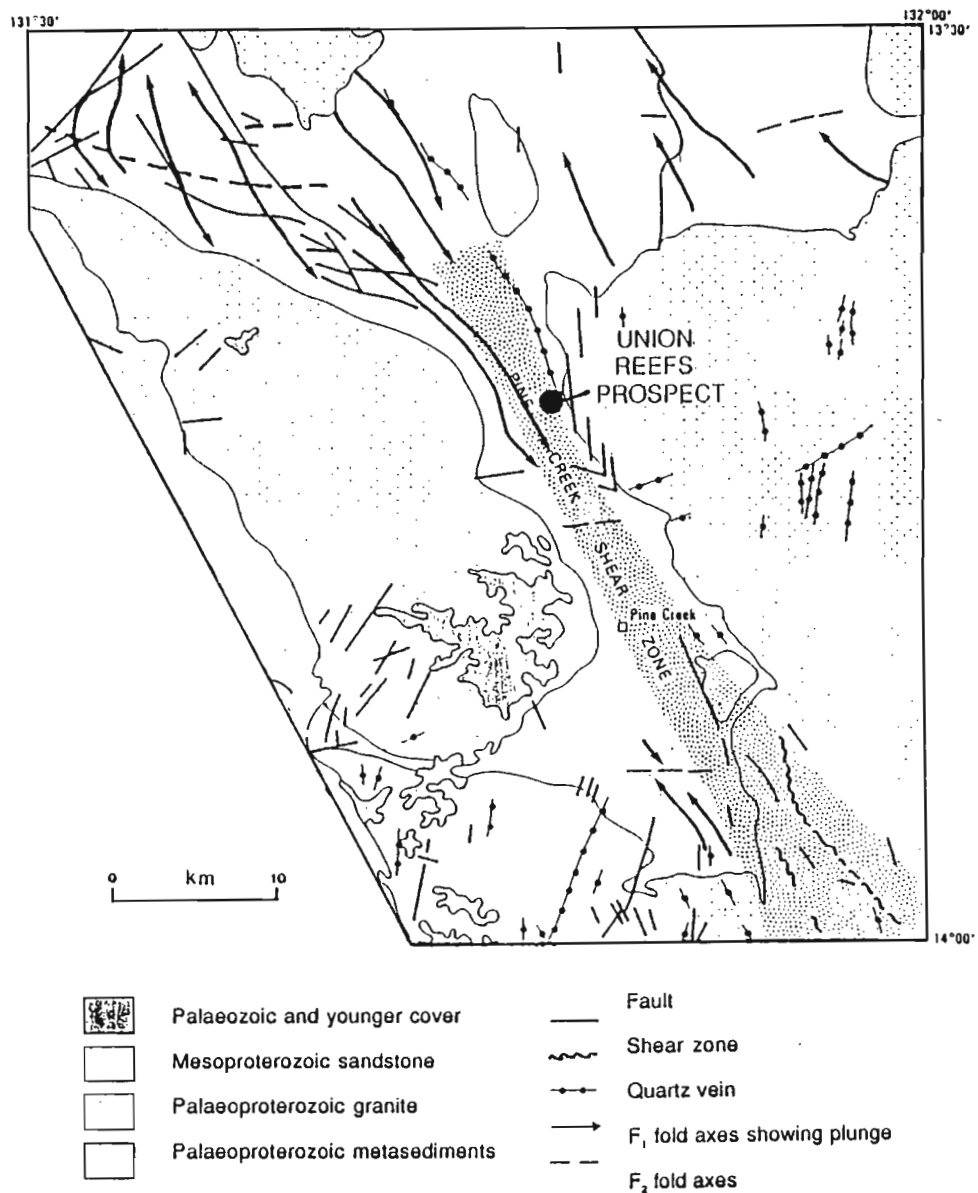 131°30'
132°00'
13°30'
UNION
REEFS
PROSPECT
PINE CREEK SHEAR ZONE
Pine Creek
0 km 10
14°00'
Palaeozoic and younger cover
Mesoproterozoic sandstone
Palaeoproterozoic granite
Palaeoproterozoic metasediments
Fault
Shear zone
Quartz vein
F₁ fold axes showing plunge
F₂ fold axes